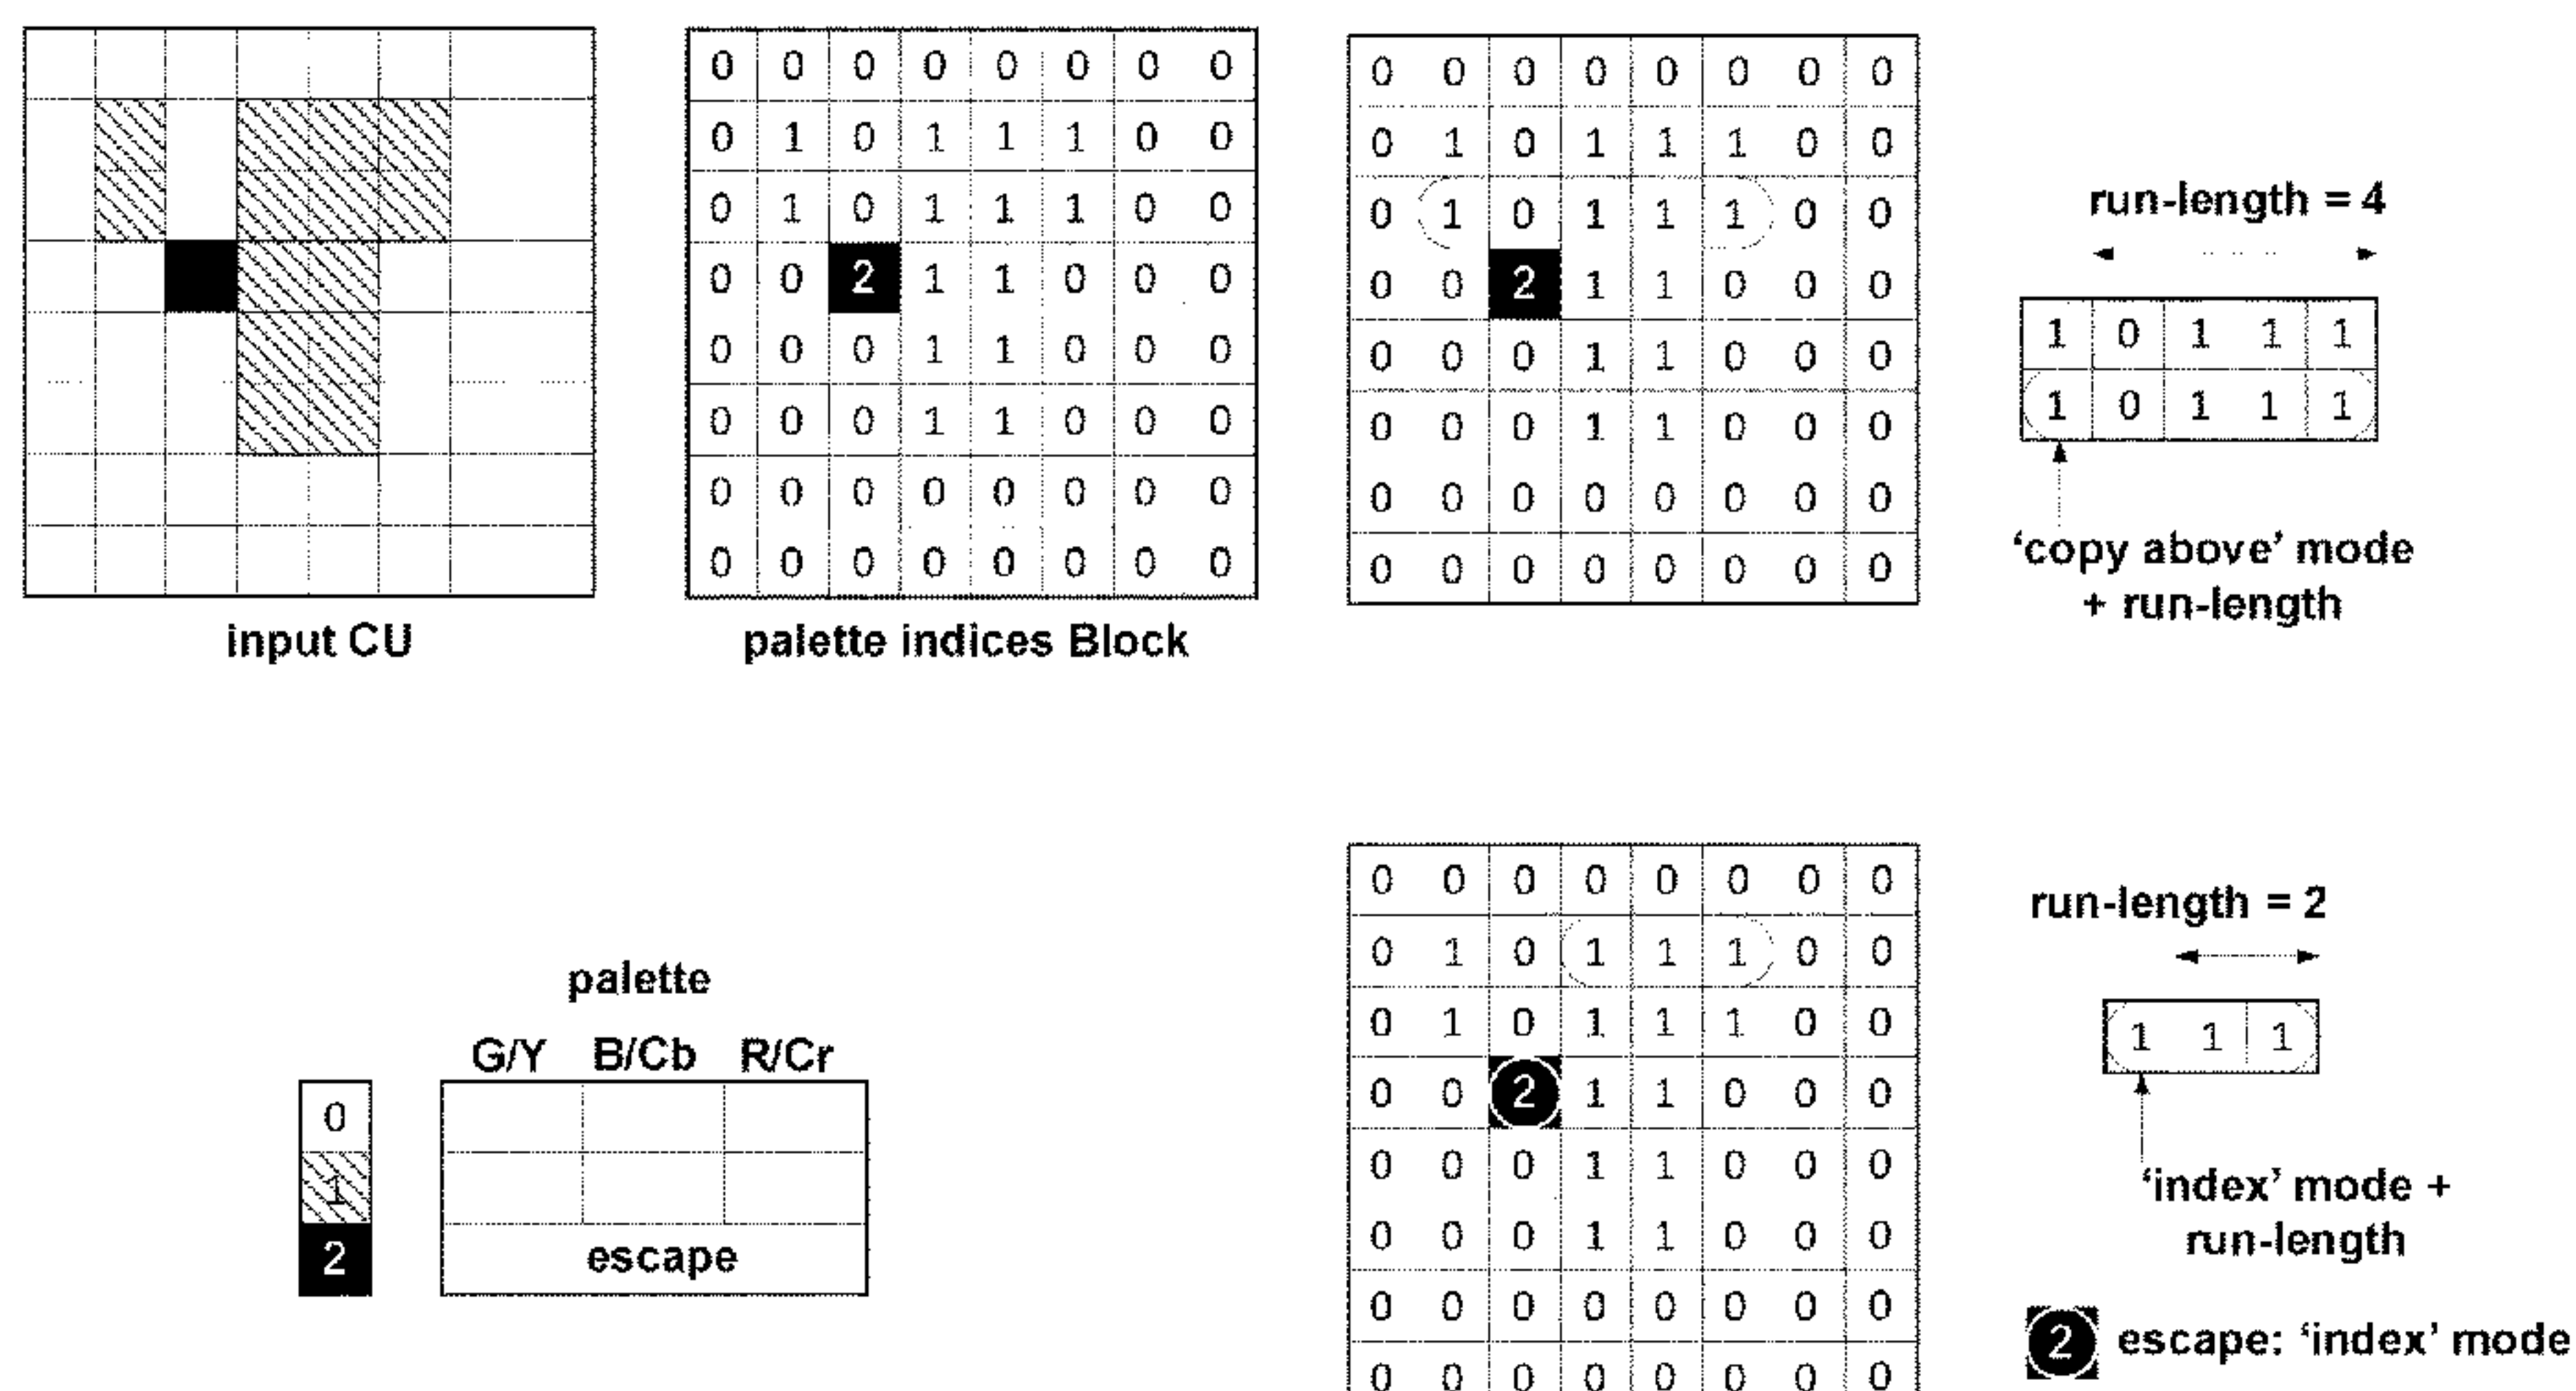 0 0 0 0 0 0 0 0
0 1 0 1 1 1 0 0
0 1 0 1 1 1 0 0
0 0 2 1 1 0 0 0
0 0 0 1 1 0 0 0
0 0 0 1 1 0 0 0
0 0 0 0 0 0 0 0
0 0 0 0 0 0 0 0
input CU
palette indices Block
0 0 0 0 0 0 0 0
0 1 0 1 1 1 0 0
0 1 0 1 1 1 0 0
0 0 2 1 1 0 0 0
0 0 0 1 1 0 0 0
0 0 0 1 1 0 0 0
0 0 0 0 0 0 0 0
0 0 0 0 0 0 0 0
run-length = 4
1 0 1 1 1
1 0 1 1 1
‘copy above’ mode
+ run-length
palette
G/Y B/Cb R/Cr
0
1
2
escape
0 0 0 0 0 0 0 0
0 1 0 1 1 1 0 0
0 1 0 1 1 1 0 0
0 0 2 1 1 0 0 0
0 0 0 1 1 0 0 0
0 0 0 1 1 0 0 0
0 0 0 0 0 0 0 0
0 0 0 0 0 0 0 0
run-length = 2
1 1 1
‘index’ mode +
run-length
2 escape: ‘index’ mode